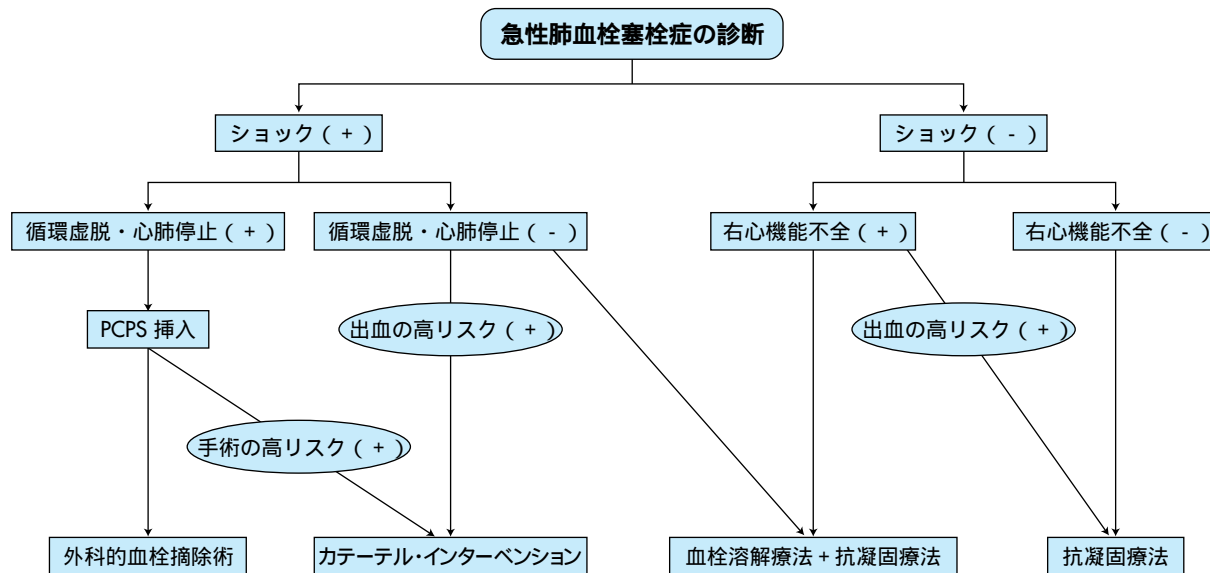 急性肺血栓塞栓症の診断
ショック ( + )
ショック ( - )
循環虚脱・心肺停止 ( + )
循環虚脱・心肺停止 ( - )
右心機能不全 ( + )
右心機能不全 ( - )
PCPS 挿入
出血の高リスク ( + )
出血の高リスク ( + )
手術の高リスク ( + )
外科的血栓摘除術
カテーテル・インターベンション
血栓溶解療法 + 抗凝固療法
抗凝固療法